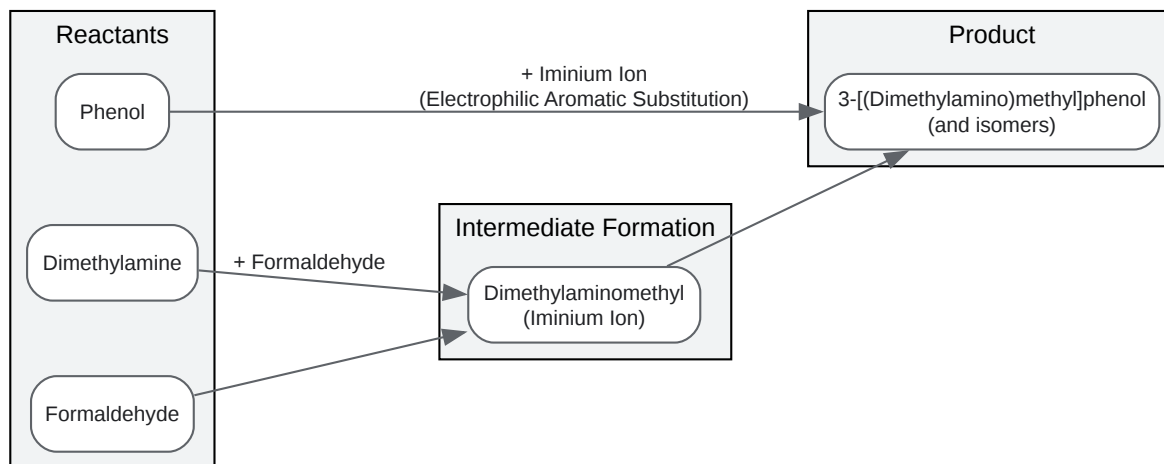 Reactants
Phenol
Dimethylamine
Formaldehyde
+ Iminium Ion
(Electrophilic Aromatic Substitution)
+ Formaldehyde
Intermediate Formation
Dimethylaminomethyl
(Iminium Ion)
Product
3-[(Dimethylamino)methyl]phenol
(and isomers)